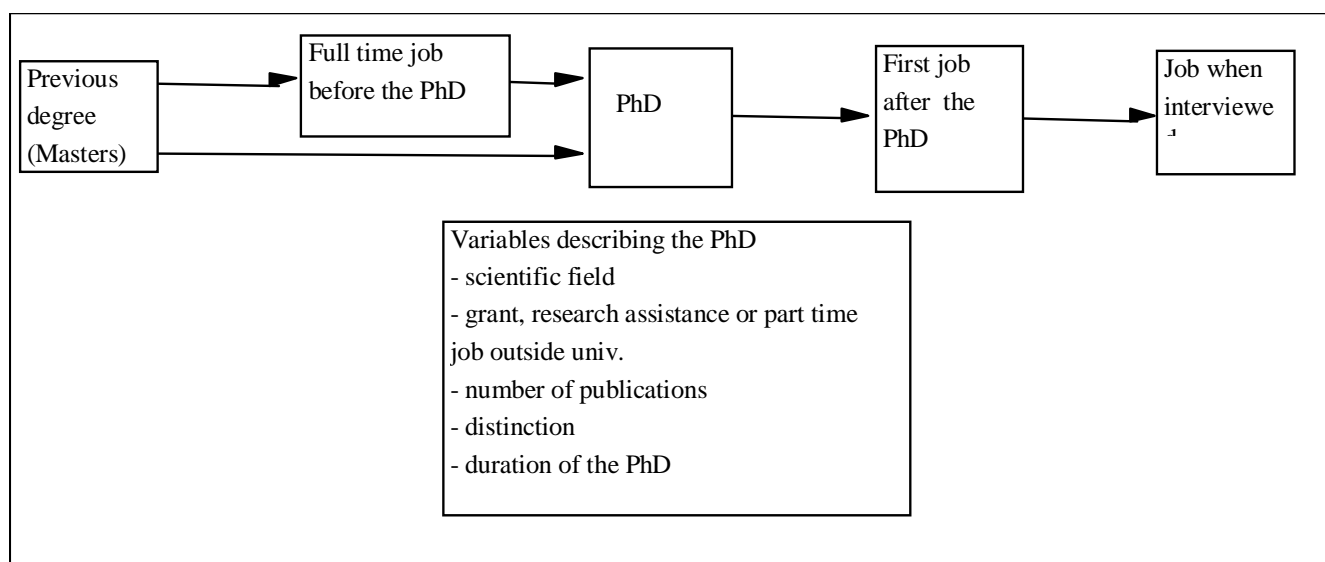 Previous
degree
(Masters)
Full time job
before the PhD
PhD
First job
after the
PhD
Job when
interviewe
Variables describing the PhD
- scientific field
- grant, research assistance or part time
job outside univ.
- number of publications
- distinction
- duration of the PhD